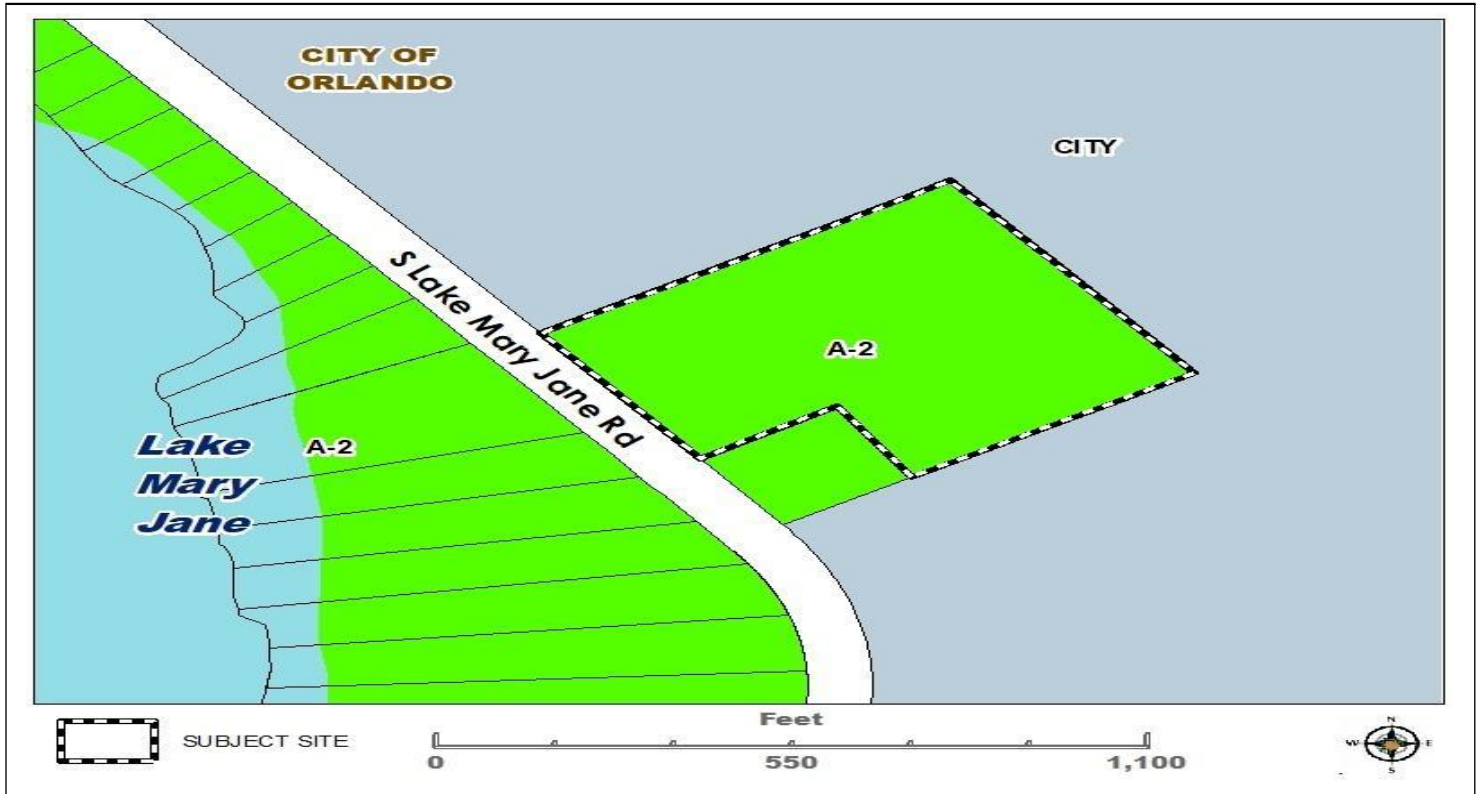 CITY OF
ORLANDO
CITY
S Lake Mary Jane Rd
A-2
Lake
Mary
Jane
A-2
SUBJECT SITE
Feet
0 550 1,100
N
W E
S